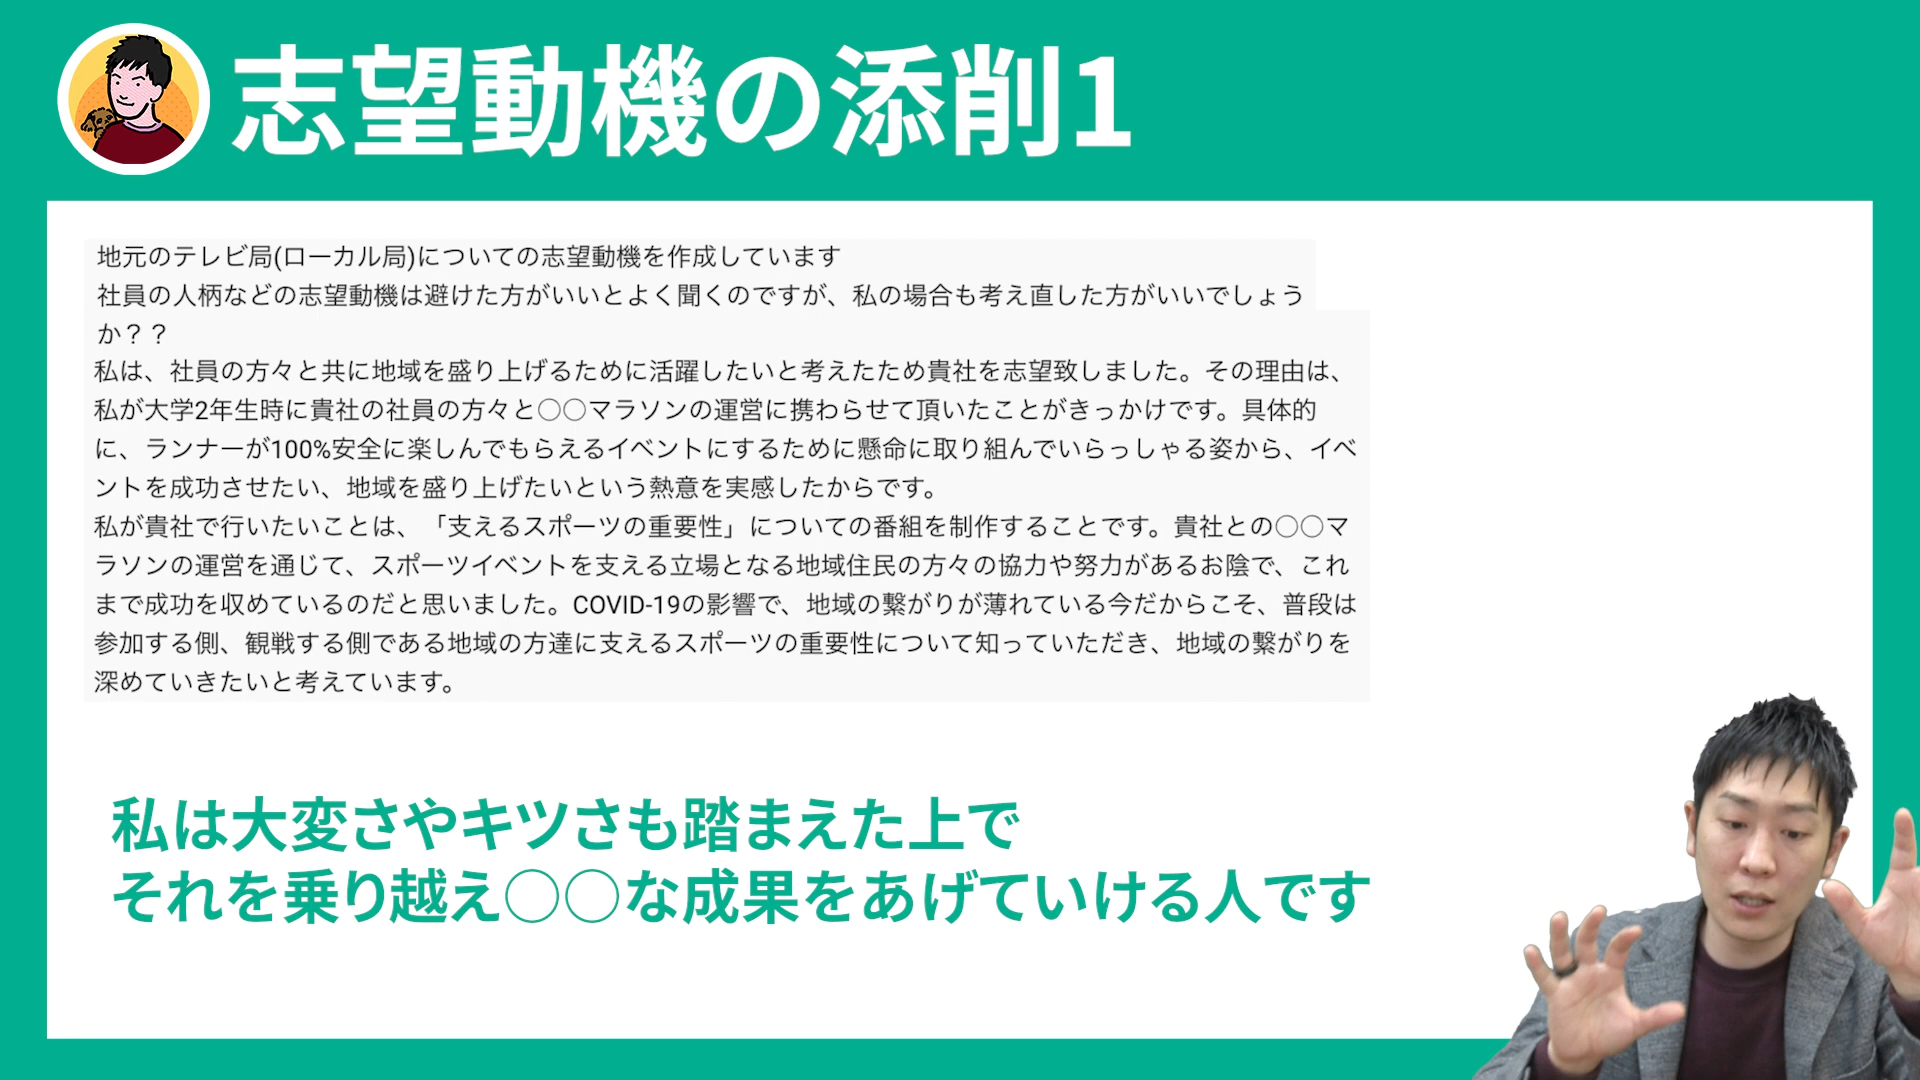 志望動機の添削1
地元のテレビ局(ローカル局)についての志望動機を作成しています
社員の人柄などの志望動機は避けた方がいいとよく聞くのですが、私の場合も考え直した方がいいでしょう
か？？
私は、社員の方々と共に地域を盛り上げるために活躍したいと考えたため貴社を志望致しました。その理由は、
私が大学2年生時に貴社の社員の方々と〇〇マラソンの運営に携わらせて頂いたことがきっかけです。具体的
に、ランナーが100%安全に楽しんでもらえるイベントにするために懸命に取り組んでいらっしゃる姿から、イベ
ントを成功させたい、地域を盛り上げたいという熱意を実感したからです。
私が貴社で行いたいことは、「支えるスポーツの重要性」についての番組を制作することです。貴社との〇〇マ
ラソンの運営を通じて、スポーツイベントを支える立場となる地域住民の方々の協力や努力があるお陰で、これ
まで成功を収めているのだと思いました。COVID-19の影響で、地域の繋がりが薄れている今だからこそ、普段は
参加する側、観戦する側である地域の方達に支えるスポーツの重要性について知っていただき、地域の繋がりを
深めていきたいと考えています。
私は大変さやキツさも踏まえた上で
それを乗り越え〇〇な成果をあげていける人です